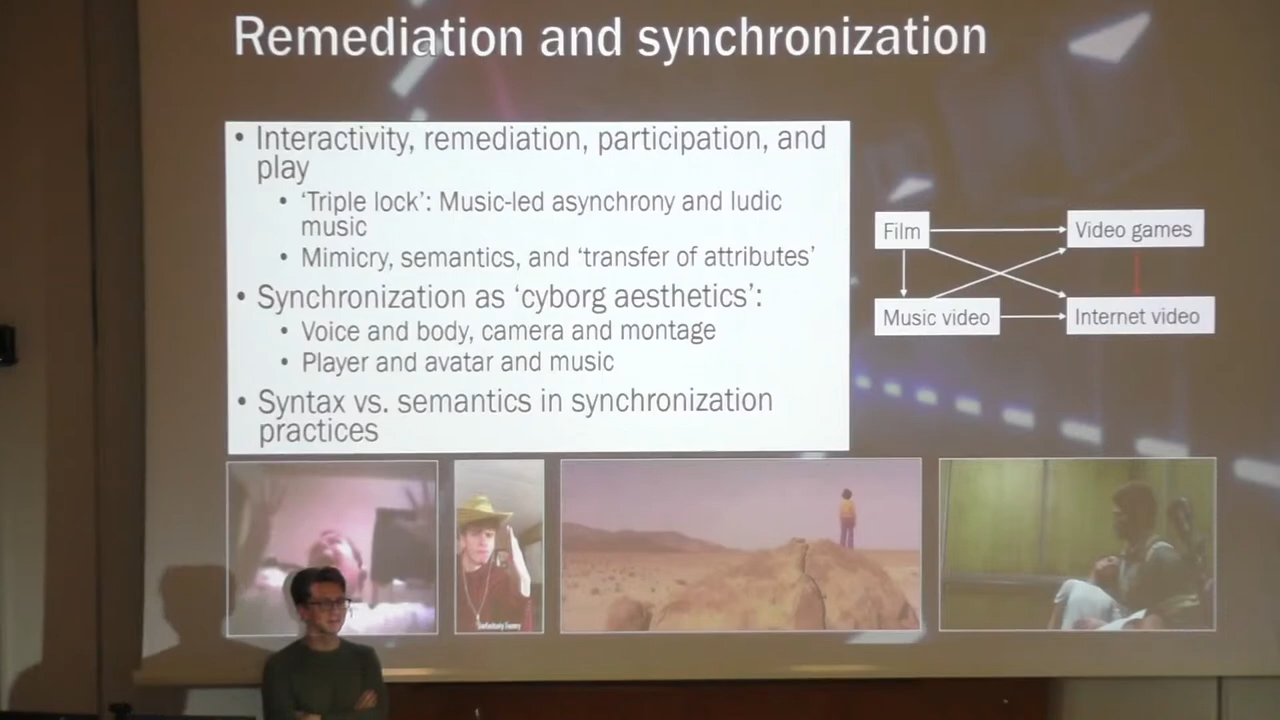 Remediation and synchronization
• Interactivity, remediation, participation, and
play
• ‘Triple lock’: Music-led asynchrony and ludic
music
• Mimicry, semantics, and ‘transfer of attributes’
• Synchronization as ‘cyborg aesthetics’:
• Voice and body, camera and montage
• Player and avatar and music
• Syntax vs. semantics in synchronization
practices
Film
Video games
Music video
Internet video